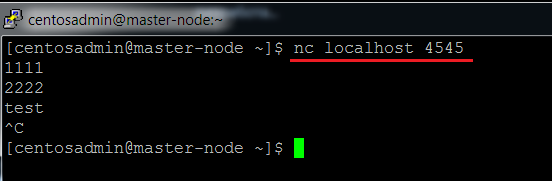 centosadmin@master-node:~
[centosadmin@master-node ~]$ nc localhost 4545
1111
2222
test
^C
[centosadmin@master-node ~]$